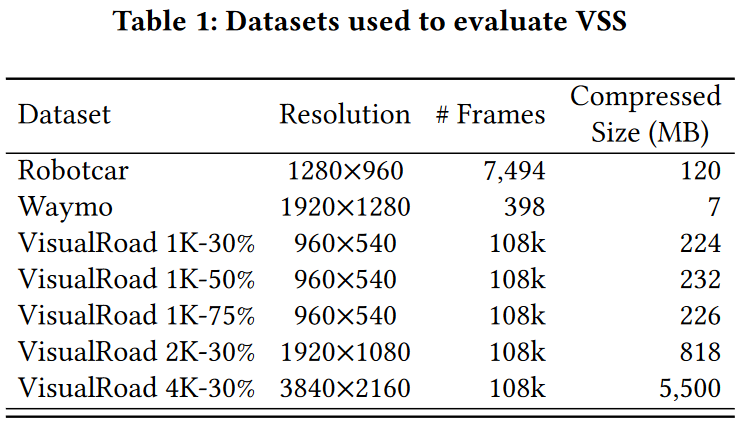 Table 1: Datasets used to evaluate VSS
Dataset Resolution # Frames Compressed Size (MB)
Robotcar 1280×960 7,494 120
Waymo 1920×1280 398 7
VisualRoad 1K-30% 960×540 108k 224
VisualRoad 1K-50% 960×540 108k 232
VisualRoad 1K-75% 960×540 108k 226
VisualRoad 2K-30% 1920×1080 108k 818
VisualRoad 4K-30% 3840×2160 108k 5,500